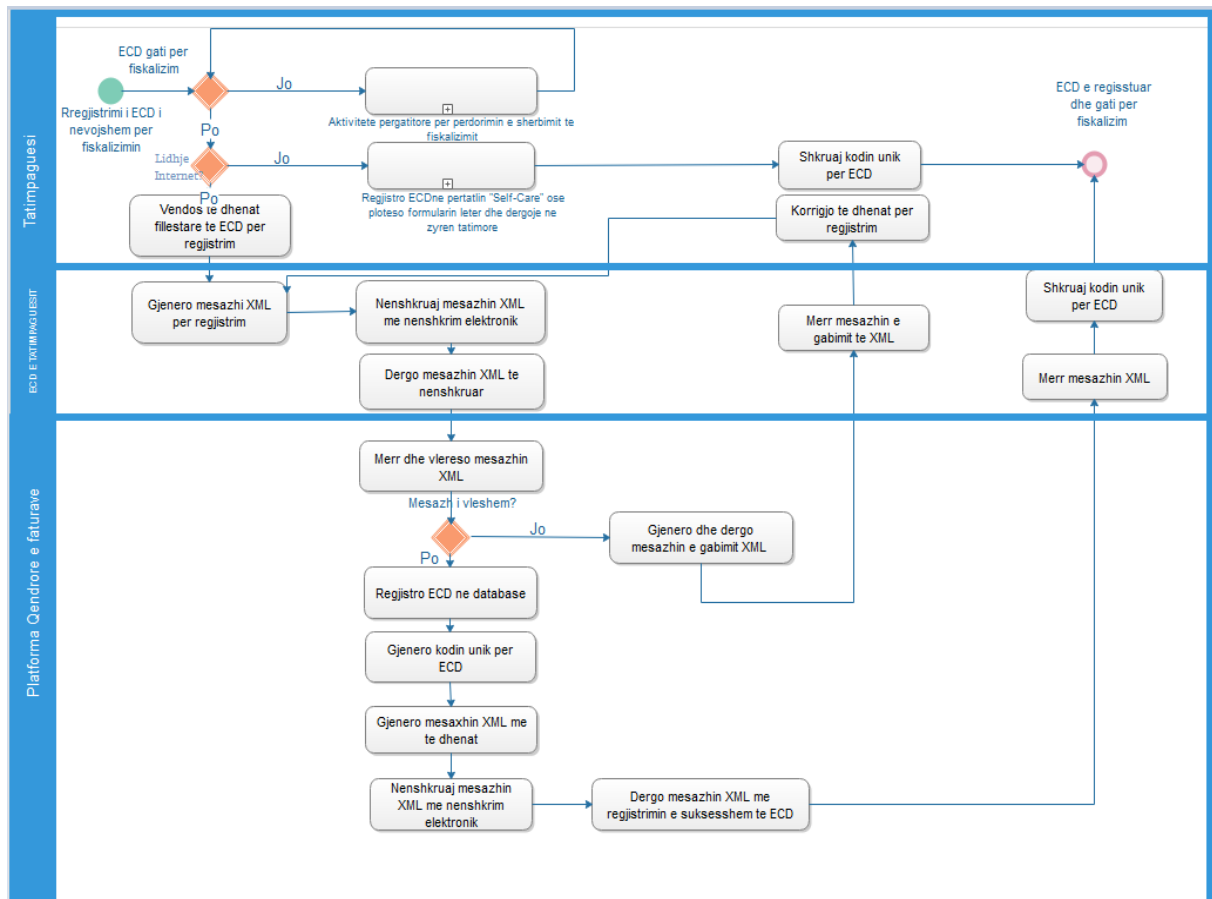 Tatimpaguesi
ECD gati per
fiskalizim
Rregjistrimi i ECD i
nevojshem per
fiskalizimin
Jo
Aktivitete pergatitore per perdorimin e sherbimit te
fiskalizimit
Po
Lidhje
Internet?
Jo
Regjistro ECDne pertatlin "Self-Care" ose
ploteso formularin leter dhe dergoje ne
zyren tatimore
Shkruaj kodin unik
per ECD
ECD e regisstuar
dhe gati per
fiskalizim
Po
Vendos te dhenat
fillestare te ECD per
regjistrim
Korrigjo te dhenat per
regjistrim
ECD E TATIMPAGUESIT
Gjenero mesazhi XML
per regjistrim
Nenshkruaj mesazhin XML
me nenshkrim elektronik
Dergo mesazhin XML te
nenshkruar
Merr mesazhin e
gabimit te XML
Shkruaj kodin unik
per ECD
Merr mesazhin XML
Platforma Qendrore e faturave
Merr dhe vlereso mesazhin
XML
Mesazh i vleshem?
Jo
Gjenero dhe dergo
mesazhin e gabimit XML
Po
Regjistro ECD ne database
Gjenero kodin unik per
ECD
Gjenero mesaxhin XML me
te dhenat
Nenshkruaj mesazhin
XML me nenshkrim
elektronik
Dergo mesazhin XML me
regjistrimin e suksesshem te ECD